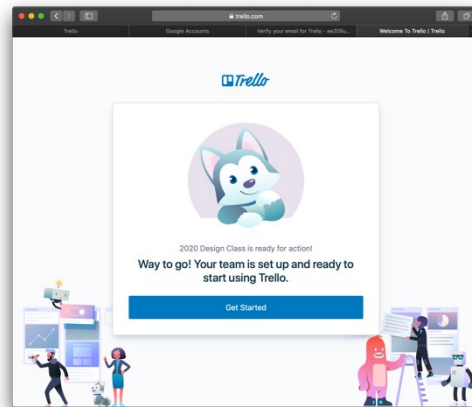 trello.com
Trello
Google Accounts
Verify your email for Trello - ee209u...
Welcome To Trello | Trello
Trello
2020 Design Class is ready for action!
Way to go! Your team is set up and ready to
start using Trello.
Get Started